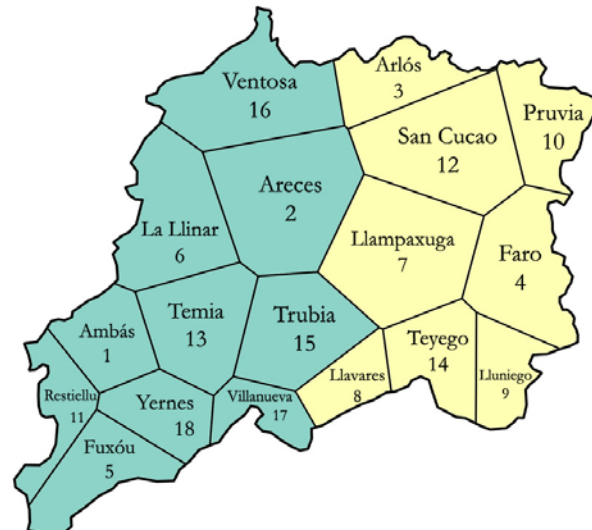 Ventosa
16
Arlós
3
Pruvia
10
San Cucao
12
Areces
2
La Llinar
6
Llampaxuga
7
Faro
4
Temia
13
Trubia
15
Ambás
1
Teyego
14
Llavares
8
Lluniego
9
Restiellu
11
Yernes
18
Villanueva
17
Fuxóu
5